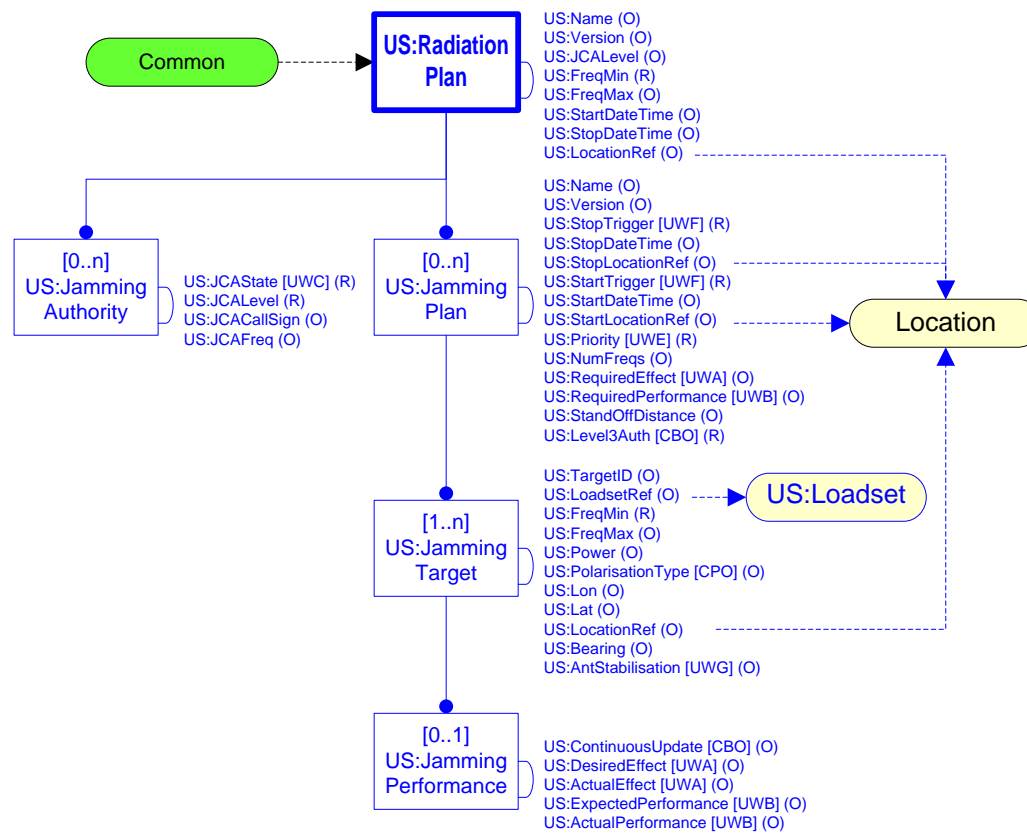 Common
US:Radiation
Plan
US:Name (O)
US:Version (O)
US:JCALevel (O)
US:FreqMin (R)
US:FreqMax (O)
US:StartDateTime (O)
US:StopDateTime (O)
US:LocationRef (O)
[0..n]
US:Jamming
Authority
US:JCAState [UWC] (R)
US:JCALevel (R)
US:JCACallSign (O)
US:JCAFreq (O)
[0..n]
US:Jamming
Plan
US:Name (O)
US:Version (O)
US:StopTrigger [UWF] (R)
US:StopDateTime (O)
US:StopLocationRef (O)
US:StartTrigger [UWF] (R)
US:StartDateTime (O)
US:StartLocationRef (O)
US:Priority [UWE] (R)
US:NumFreqs (O)
US:RequiredEffect [UWA] (O)
US:RequiredPerformance [UWB] (O)
US:StandOffDistance (O)
US:Level3Auth [CBO] (R)
Location
[1..n]
US:Jamming
Target
US:TargetID (O)
US:LoadsetRef (O)
US:FreqMin (R)
US:FreqMax (O)
US:Power (O)
US:PolarisationType [CPO] (O)
US:Lon (O)
US:Lat (O)
US:LocationRef (O)
US:Bearing (O)
US:AntStabilisation [UWG] (O)
US:Loadset
[0..1]
US:Jamming
Performance
US:ContinuousUpdate [CBO] (O)
US:DesiredEffect [UWA] (O)
US:ActualEffect [UWA] (O)
US:ExpectedPerformance [UWB] (O)
US:ActualPerformance [UWB] (O)